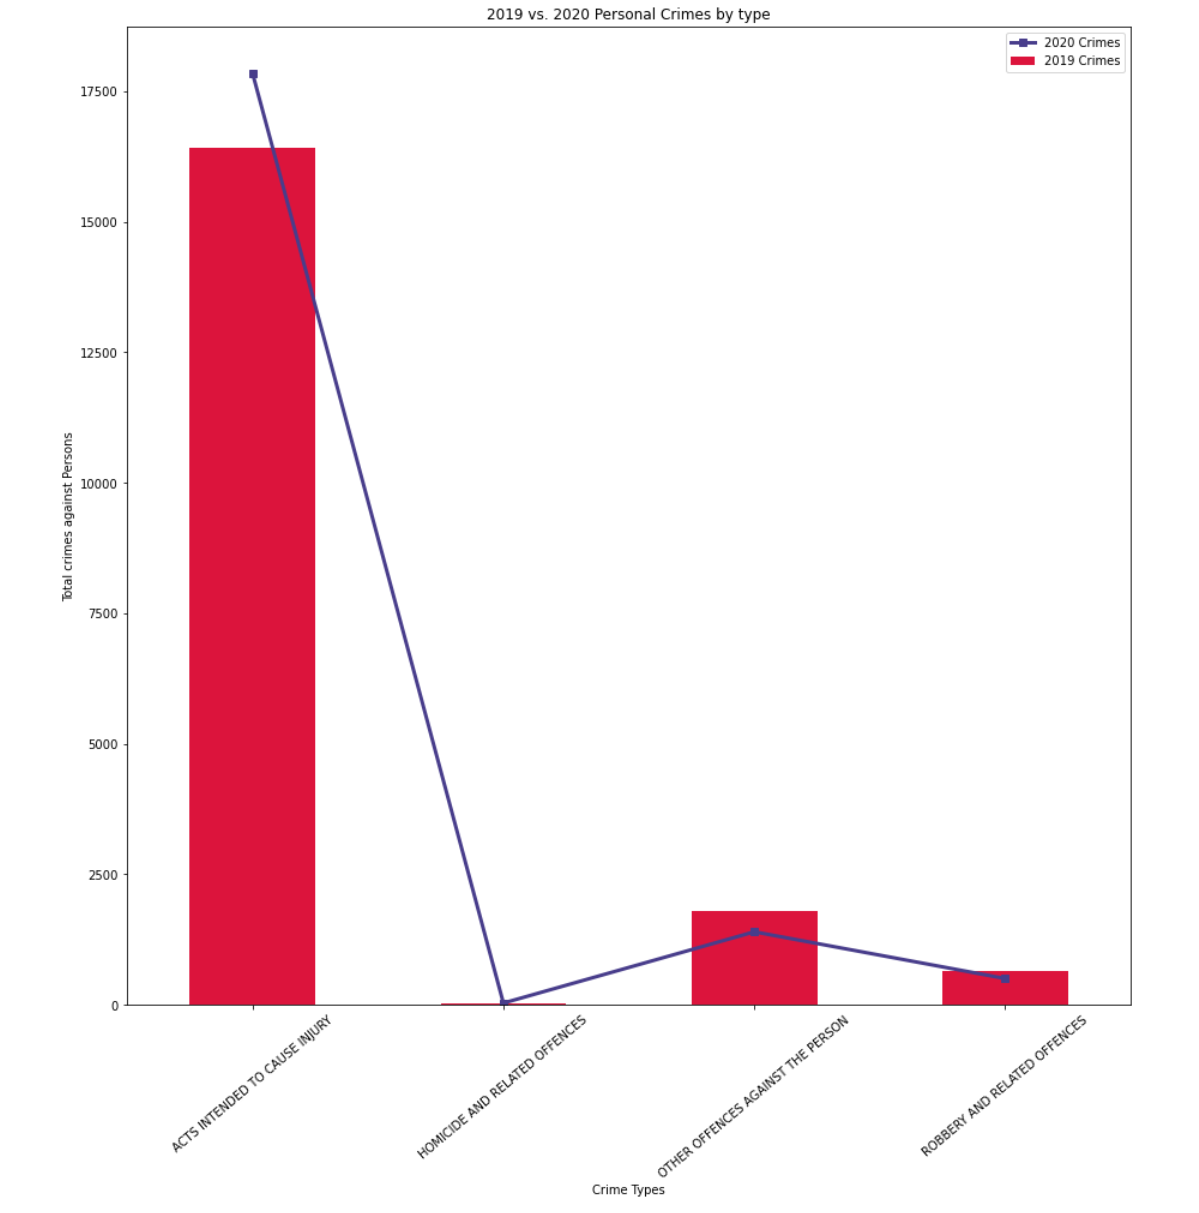 2019 vs. 2020 Personal Crimes by type
2020 Crimes
2019 Crimes
17500
15000
12500
10000
7500
5000
2500
0
Total crimes against Persons
ACTS INTENDED TO CAUSE INJURY
HOMICIDE AND RELATED OFFENCES
OTHER OFFENCES AGAINST THE PERSON
ROBBERY AND RELATED OFFENCES
Crime Types